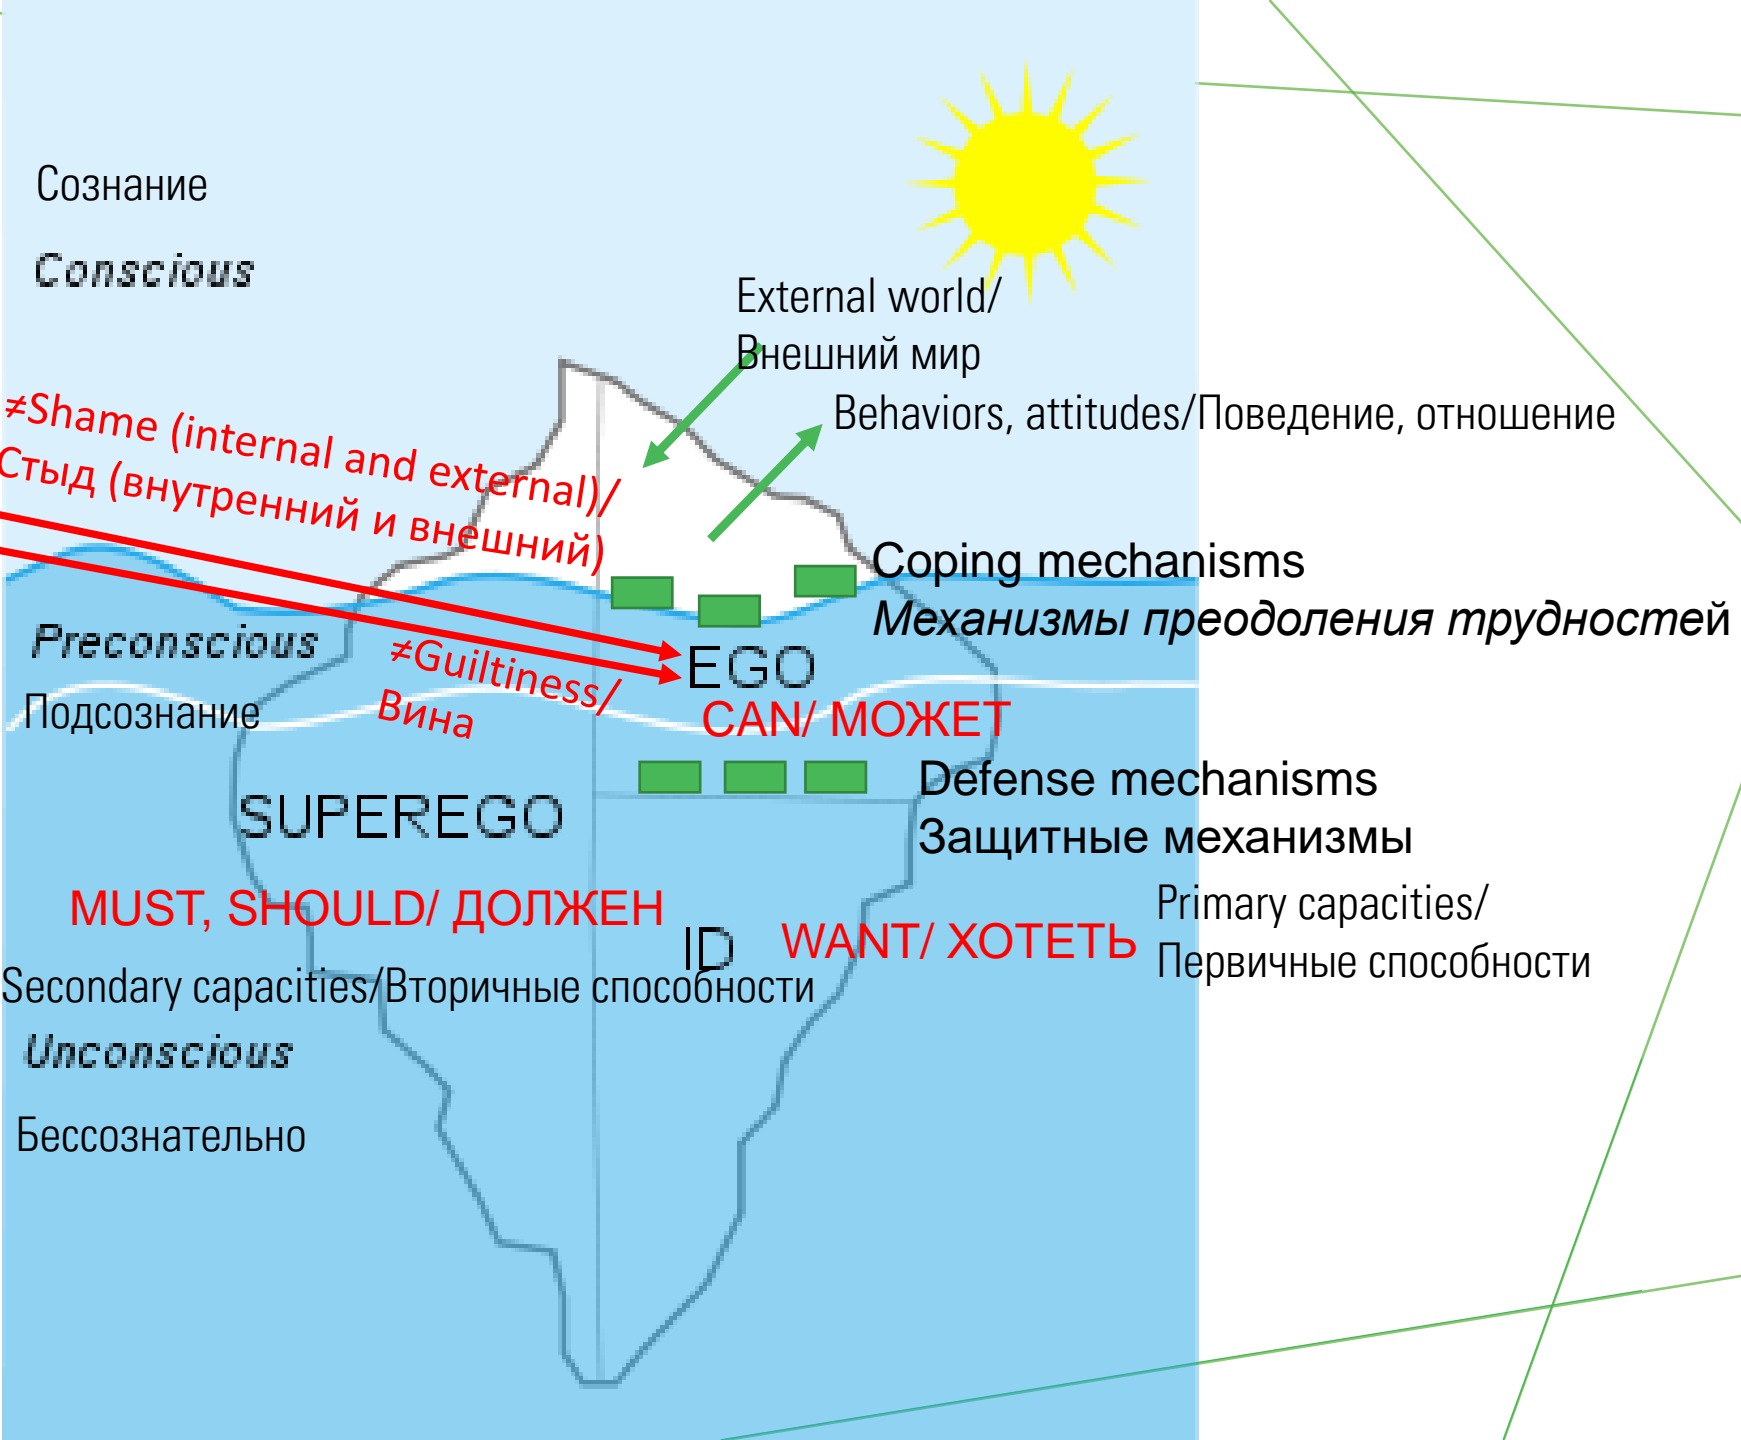 Сознание
Conscious
External world/
Внешний мир
Behaviors, attitudes/Поведение, отношение
≠Shame (internal and external)/
Стыд (внутренний и внешний)
Coping mechanisms
Механизмы преодоления трудностей
Preconscious
Подсознание
≠Guiltiness/
Вина
EGO
CAN/ МОЖЕТ
Defense mechanisms
Защитные механизмы
SUPEREGO
MUST, SHOULD/ ДОЛЖЕН
ID
WANT/ ХОТЕТЬ
Primary capacities/
Первичные способности
Secondary capacities/Вторичные способности
Unconscious
Бессознательно